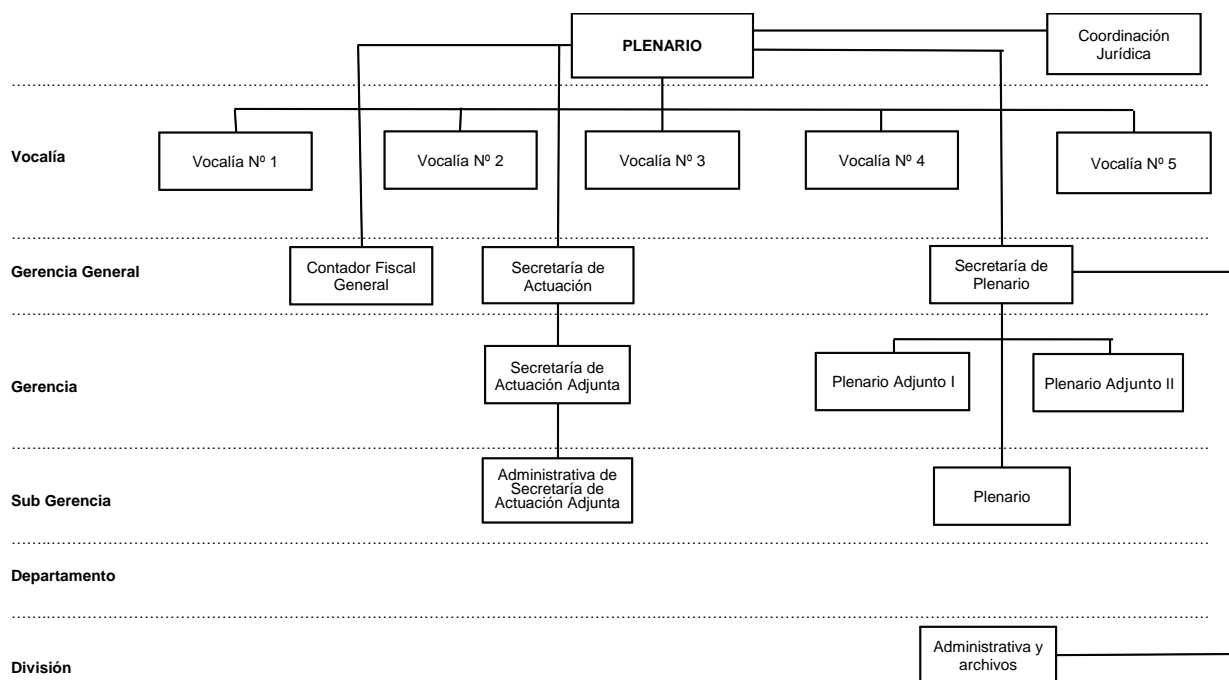 PLENARIO
Coordinación
Jurídica
Vocalía
Vocalía Nº 1
Vocalía Nº 2
Vocalía Nº 3
Vocalía Nº 4
Vocalía Nº 5
Gerencia General
Contador Fiscal
General
Secretaría de
Actuación
Secretaría de
Plenario
Gerencia
Secretaría de
Actuación Adjunta
Plenario Adjunto I
Plenario Adjunto II
Sub Gerencia
Administrativa de
Secretaría de
Actuación Adjunta
Plenario
Departamento
División
Administrativa y
archivos